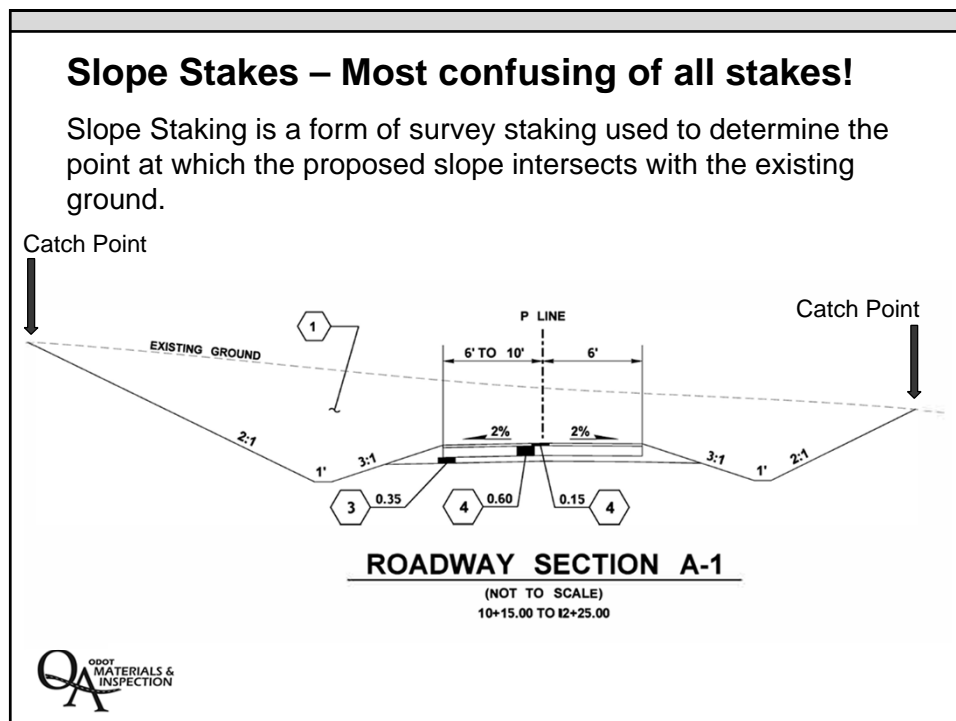 Slope Stakes – Most confusing of all stakes!
Slope Staking is a form of survey staking used to determine the
point at which the proposed slope intersects with the existing
ground.
Catch Point
Catch Point
P LINE
1
EXISTING GROUND
6' TO 10'
6'
2%
2%
2:1
1'
3:1
3:1
1'
2:1
3
0.35
4
0.60
0.15
4
ROADWAY SECTION A-1
(NOT TO SCALE)
10+15.00 TO 12+25.00
QA
ODOT
MATERIALS &
INSPECTION